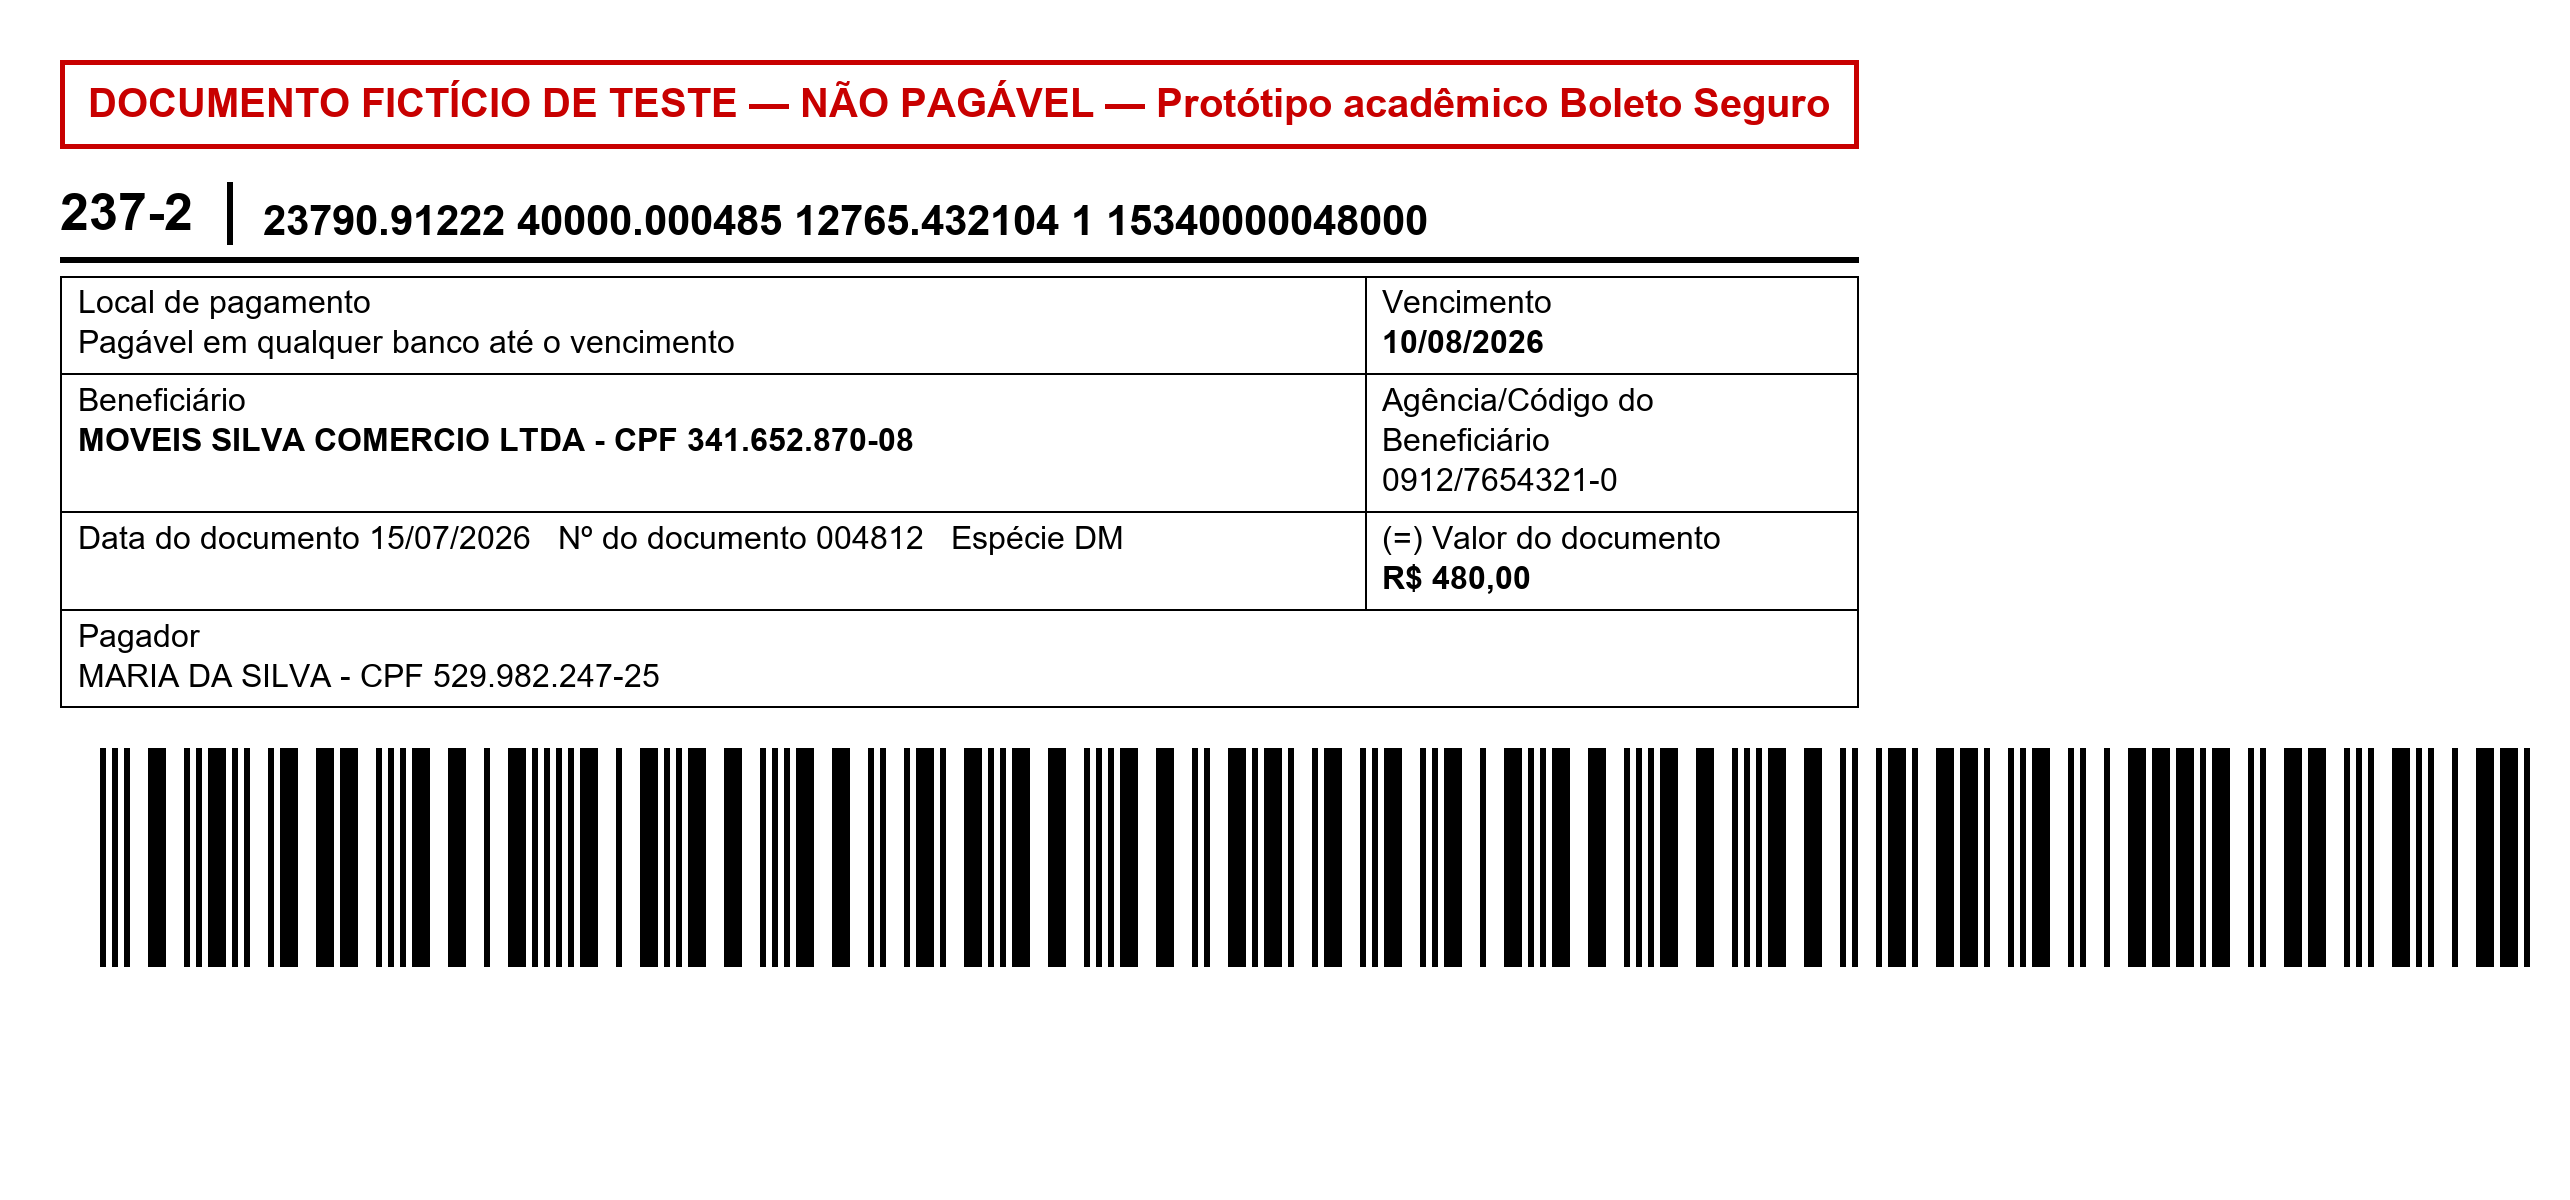 DOCUMENTO FICTÍCIO DE TESTE — NÃO PAGÁVEL — Protótipo acadêmico Boleto Seguro
237-2 23790.91222 40000.000485 12765.432104 1 15340000048000
Local de pagamento
Pagável em qualquer banco até o vencimento
Vencimento
10/08/2026
Beneficiário
MOVEIS SILVA COMERCIO LTDA - CPF 341.652.870-08
Agência/Código do
Beneficiário
0912/7654321-0
Data do documento 15/07/2026 Nº do documento 004812 Espécie DM
(=) Valor do documento
R$ 480,00
Pagador
MARIA DA SILVA - CPF 529.982.247-25